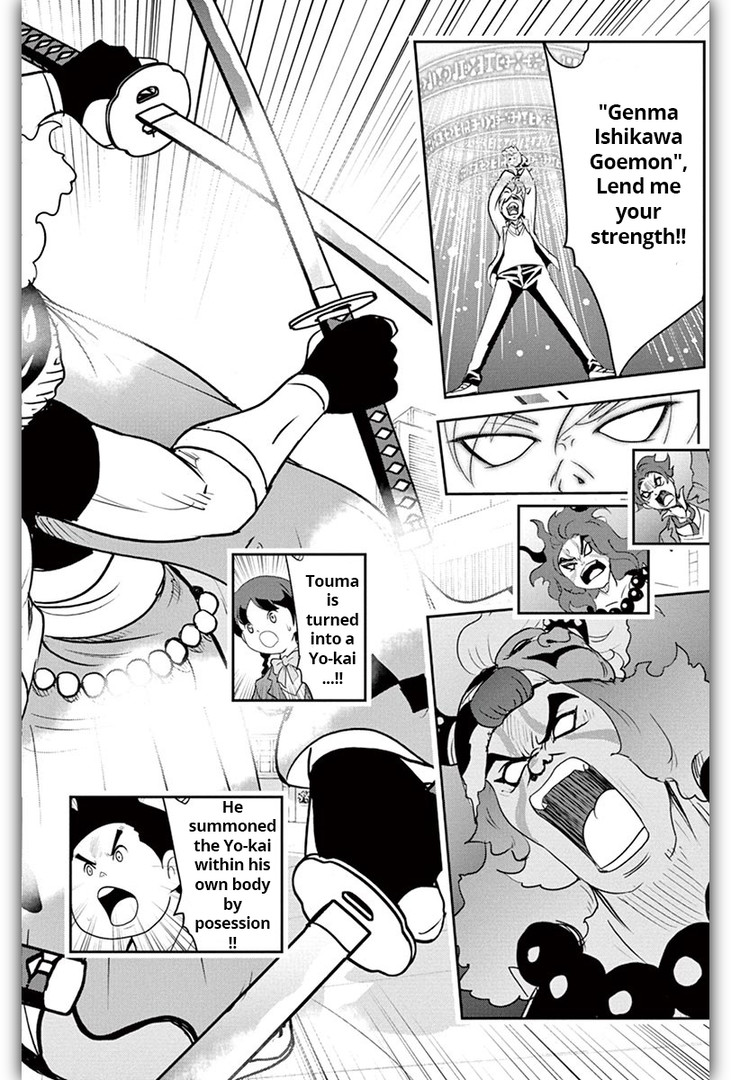 "Genma
Ishikawa
Goemon",
Lend me
your
strength!!
Touma
is
turned
into a
Yo-kai
...!!
He
summoned
the Yo-kai
within his
own body
by
posession
!!